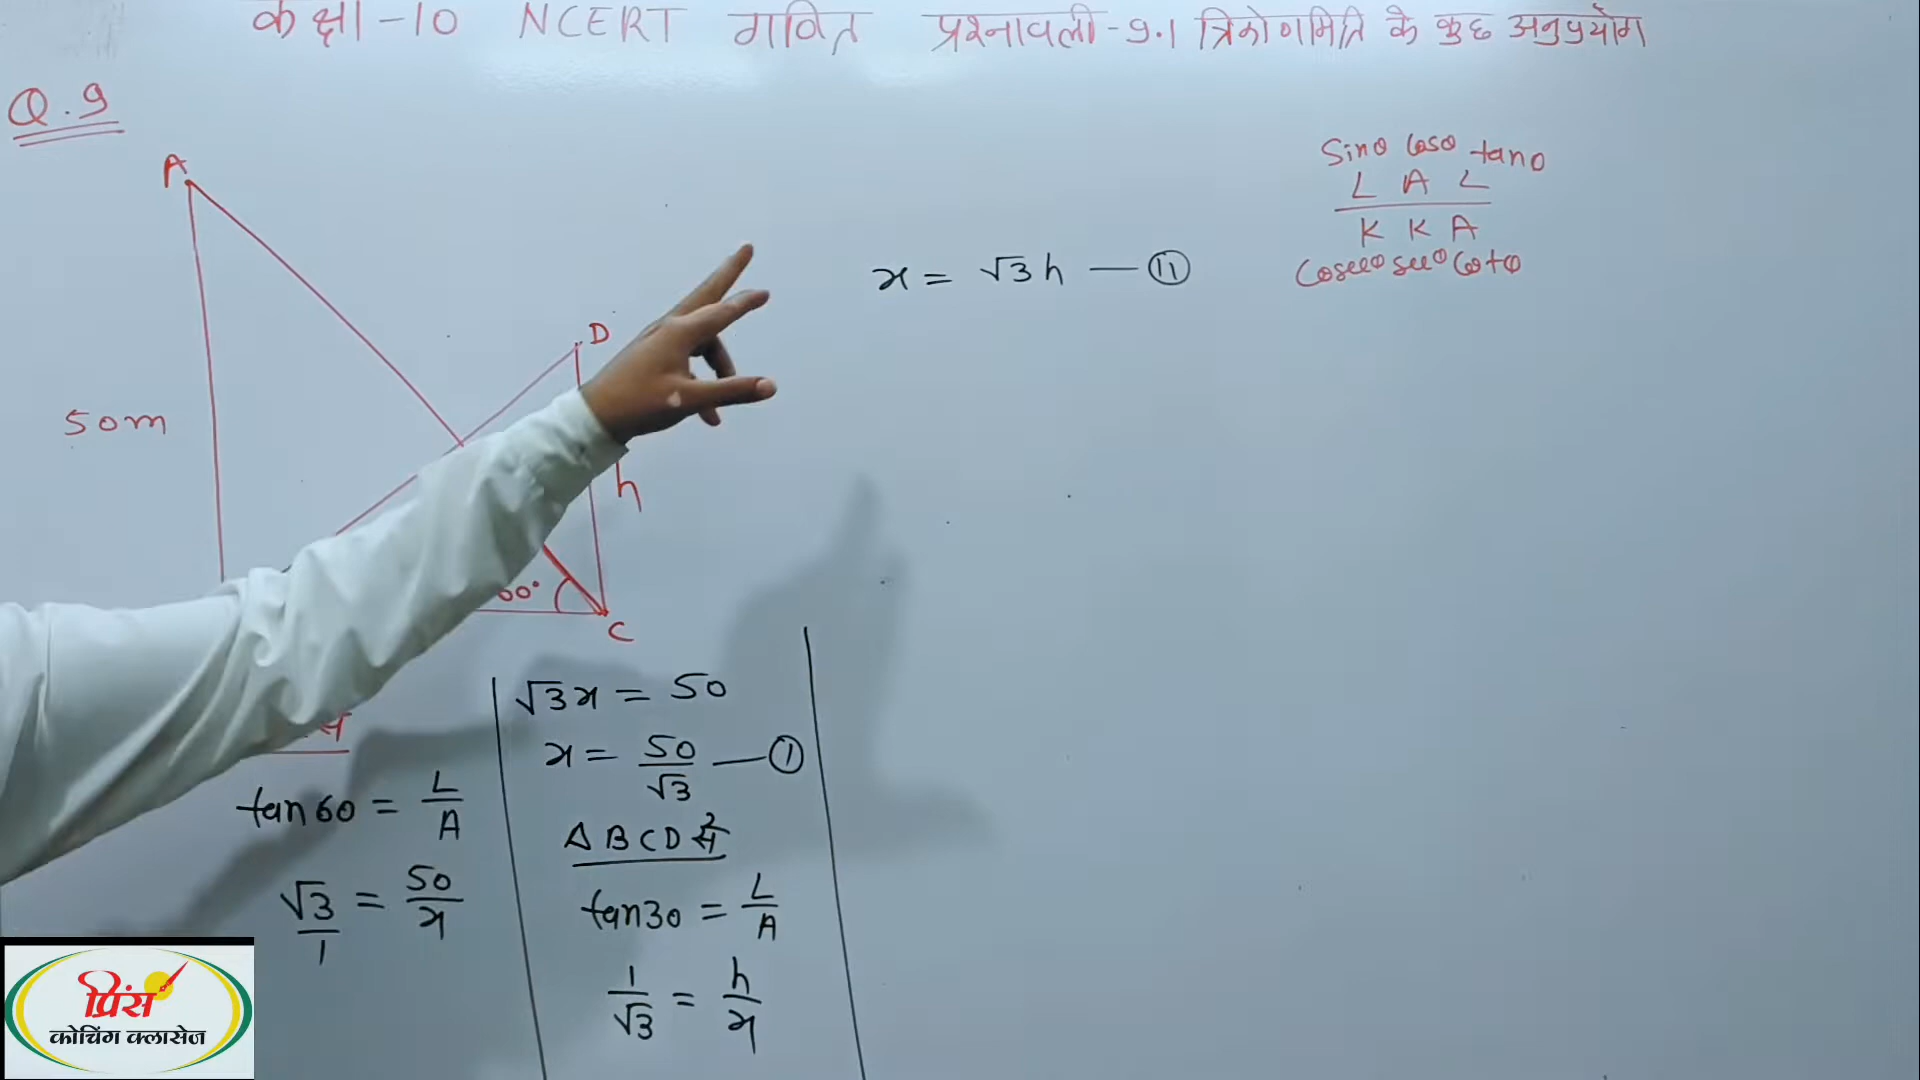 कक्षा-10 NCERT गणित प्रश्नावली-9.1 त्रिकोणमिति के कुछ अनुप्रयोग
Q.9
A
D
50m
h
60°
C
x = √3 h — (11)
Sinθ Cosθ tanθ
L A L
K K A
Cosecθ secθ Cotθ
tan60 = L/A
√3/1 = 50/x
√3x = 50
x = 50/√3 — (1)
Δ BCD से
tan30 = L/A
1/√3 = h/x
प्रिंस
कोचिंग क्लासेज